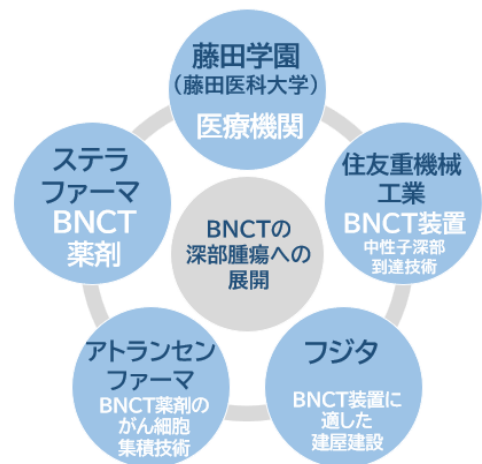 藤田学園
(藤田医科大学)
医療機関
住友重機械
工業
BNCT装置
中性子深部
到達技術
フジタ
BNCT装置に
適した
建屋建設
アトランセン
ファーマ
BNCT薬剤の
がん細胞
集積技術
ステラ
ファーマ
BNCT
薬剤
BNCTの
深部腫瘍への
展開